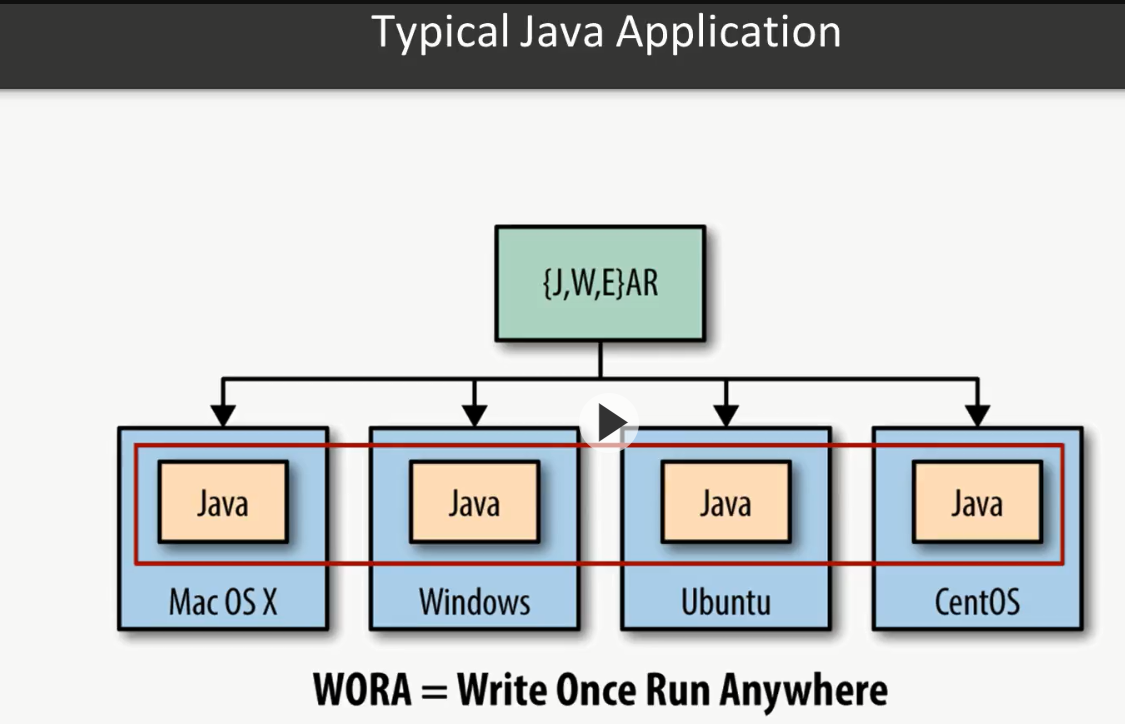 Typical Java Application
{J,W,E}AR
Java Java Java Java
Mac OS X Windows Ubuntu CentOS
WORA = Write Once Run Anywhere